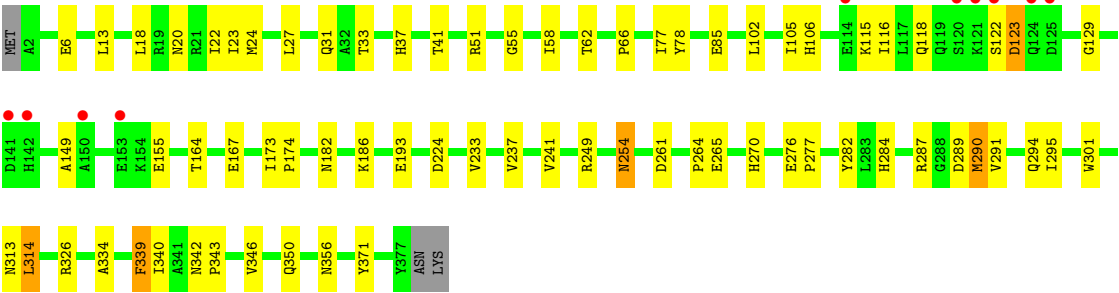 MET A2 E6 L13 L18 R19 N20 R21 I22 I23 M24 L27 Q31 A32 T33 H37 T41 R51 G55 I58 T62 P66 I77 Y78 E85 L102 I105 H106 E114 K115 I116 L117 Q118 Q119 S120 K121 S122 D123 Q124 D125 G129
D141 H142 A149 A150 E153 K154 E155 T164 E167 I173 P174 N182 K186 E193 D224 V233 V237 V241 R249 N254 D261 P264 E265 H270 E276 P277 Y282 L283 H284 R287 G288 D289 M290 V291 Q294 I295 W301
N313 L314 R326 A334 F339 I340 A341 N342 P343 V346 Q350 N356 Y371 Y377 ASN LYS